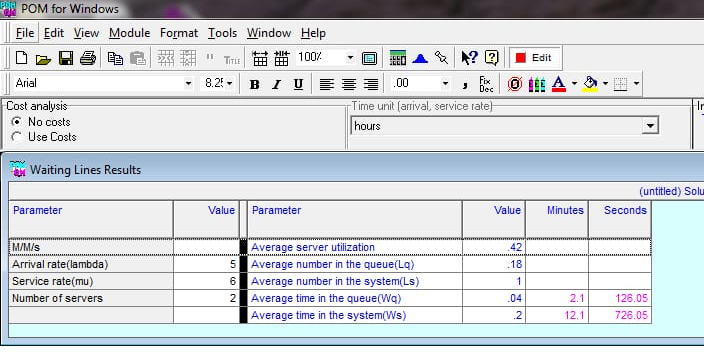 POM for Windows
File Edit View Module Format Tools Window Help
100% Edit
Arial 8.2 B I U .00 , Fix Dec A
Cost analysis
No costs
Use Costs
Time unit (arrival, service rate)
hours
Waiting Lines Results
(untitled)
Parameter Value Parameter Value Minutes Seconds
M/M/s Average server utilization .42
Arrival rate(lambda) 5 Average number in the queue(Lq) .18
Service rate(mu) 6 Average number in the system(Ls) 1
Number of servers 2 Average time in the queue(Wq) .04 2.1 126.05
Average time in the system(Ws) .2 12.1 726.05